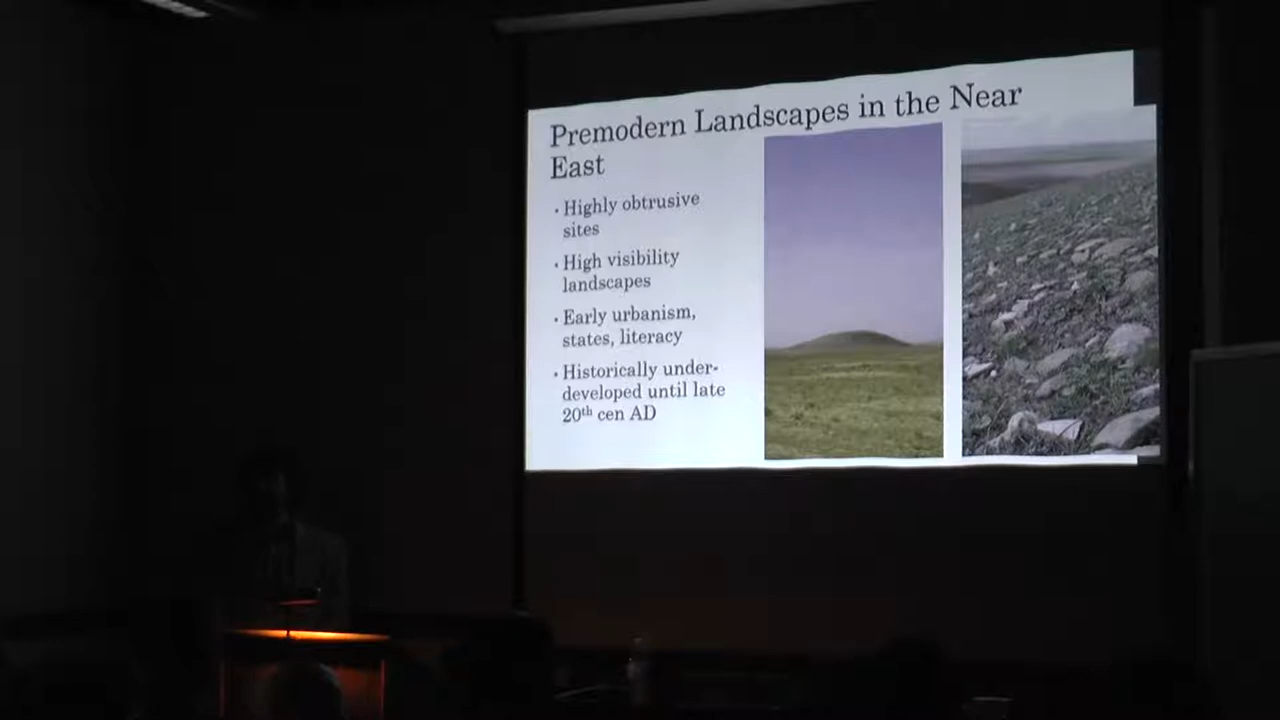 Premodern Landscapes in the Near
East
· Highly obtrusive
sites
· High visibility
landscapes
· Early urbanism,
states, literacy
· Historically under-
developed until late
20th cen AD